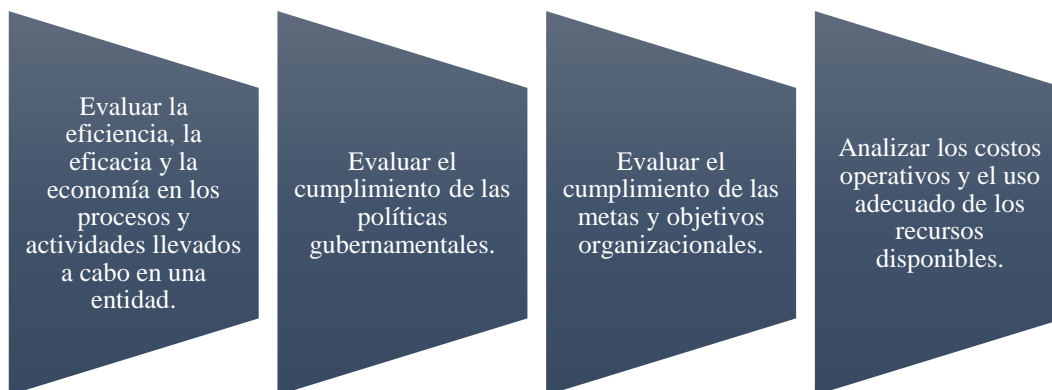 Evaluar la
eficiencia, la
eficacia y la
economía en los
procesos y
actividades llevados
a cabo en una
entidad.
Evaluar el
cumplimiento de las
políticas
gubernamentales.
Evaluar el
cumplimiento de las
metas y objetivos
organizacionales.
Analizar los costos
operativos y el uso
adecuado de los
recursos
disponibles.